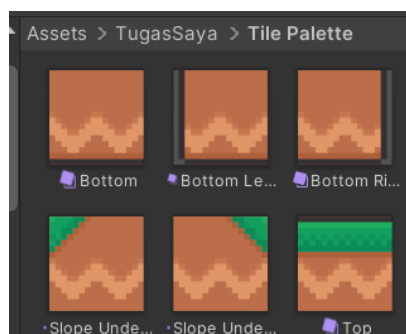 Assets > TugasSaya > Tile Palette
Bottom
Bottom Le...
Bottom Ri...
Slope Unde...
Slope Unde...
Top